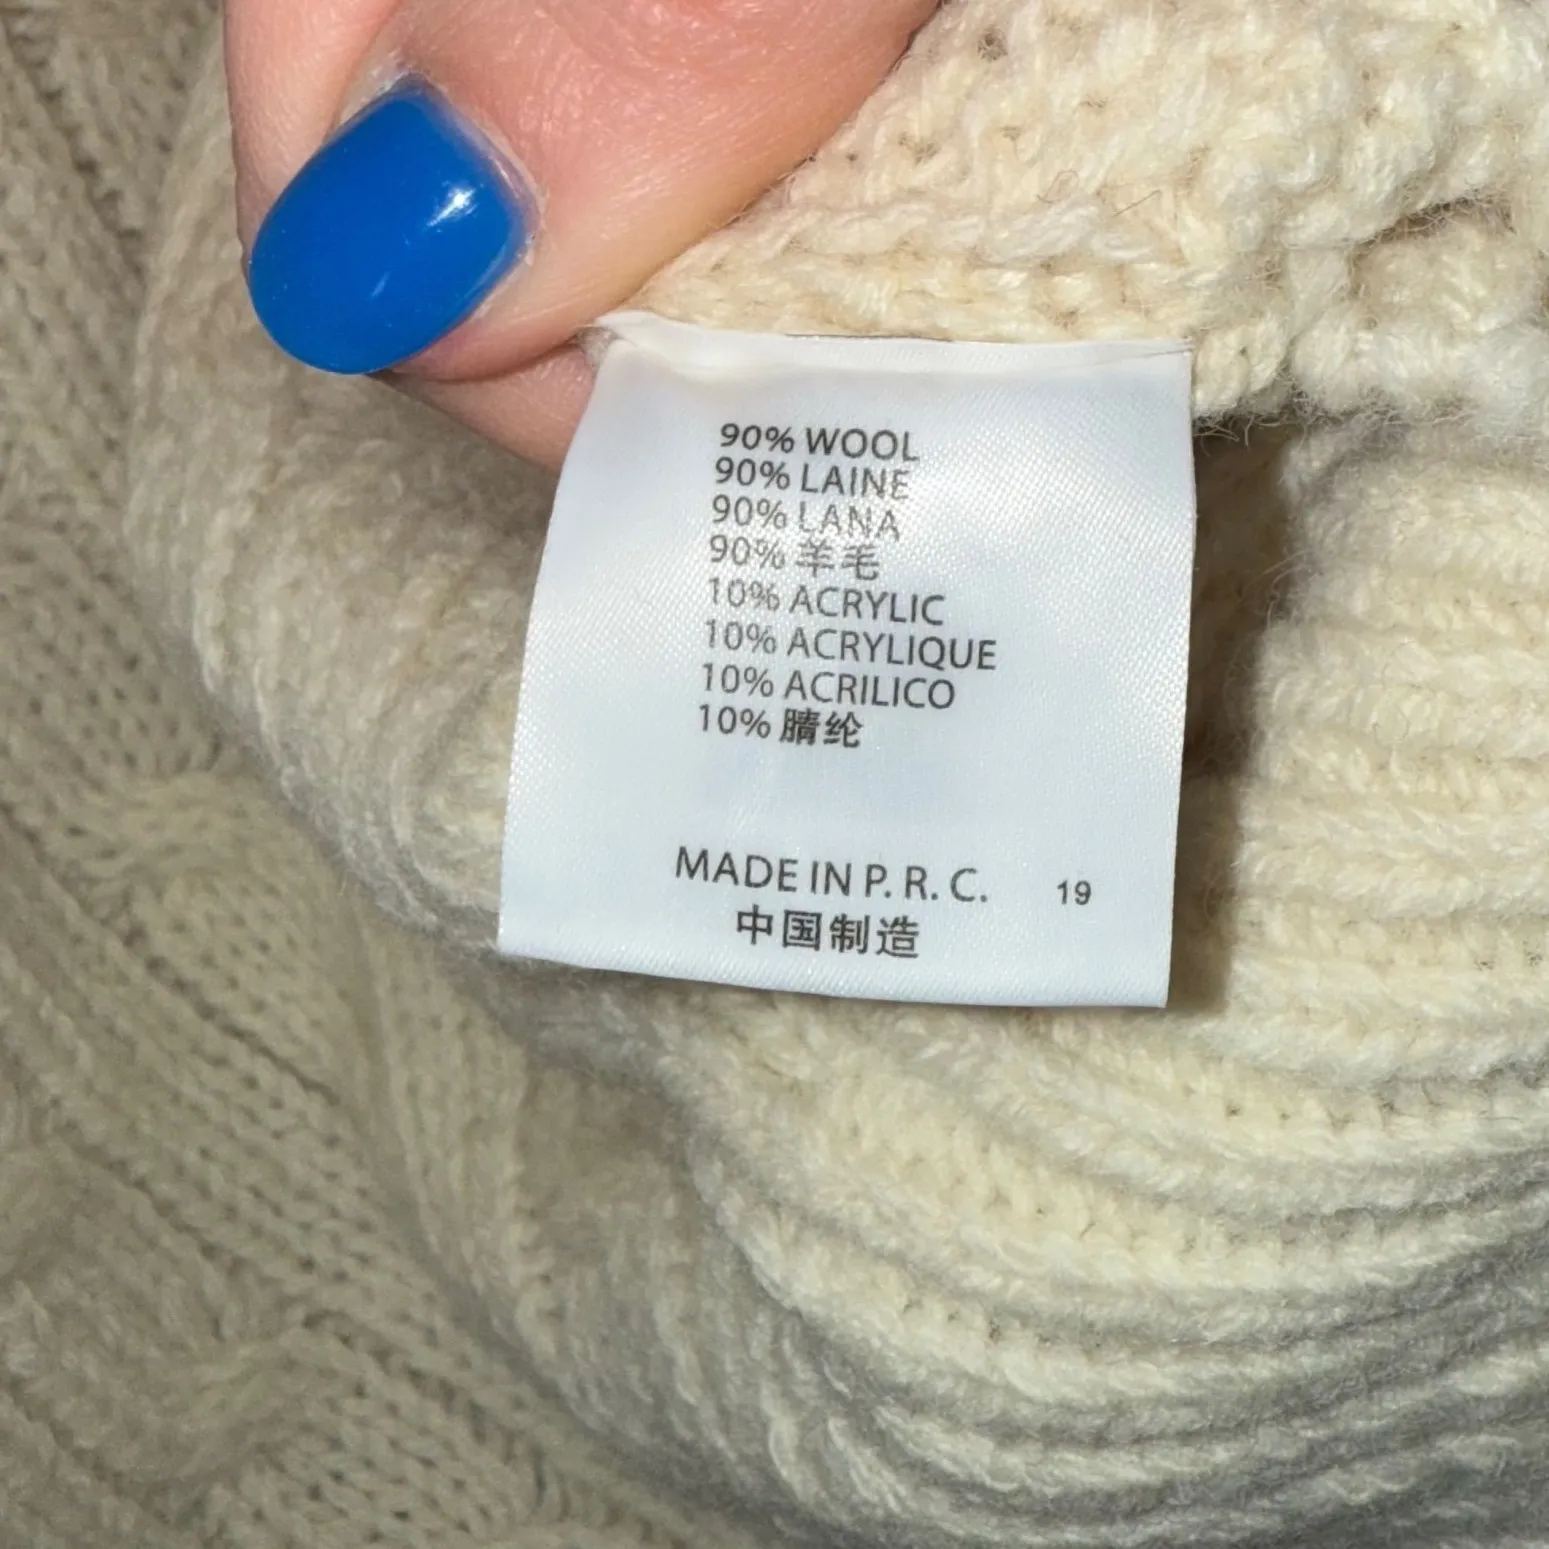 90% WOOL
90% LAINE
90% LANA
90% 羊毛
10% ACRYLIC
10% ACRYLIQUE
10% ACRILICO
10% 腈纶
MADE IN P. R. C. 19
中国制造